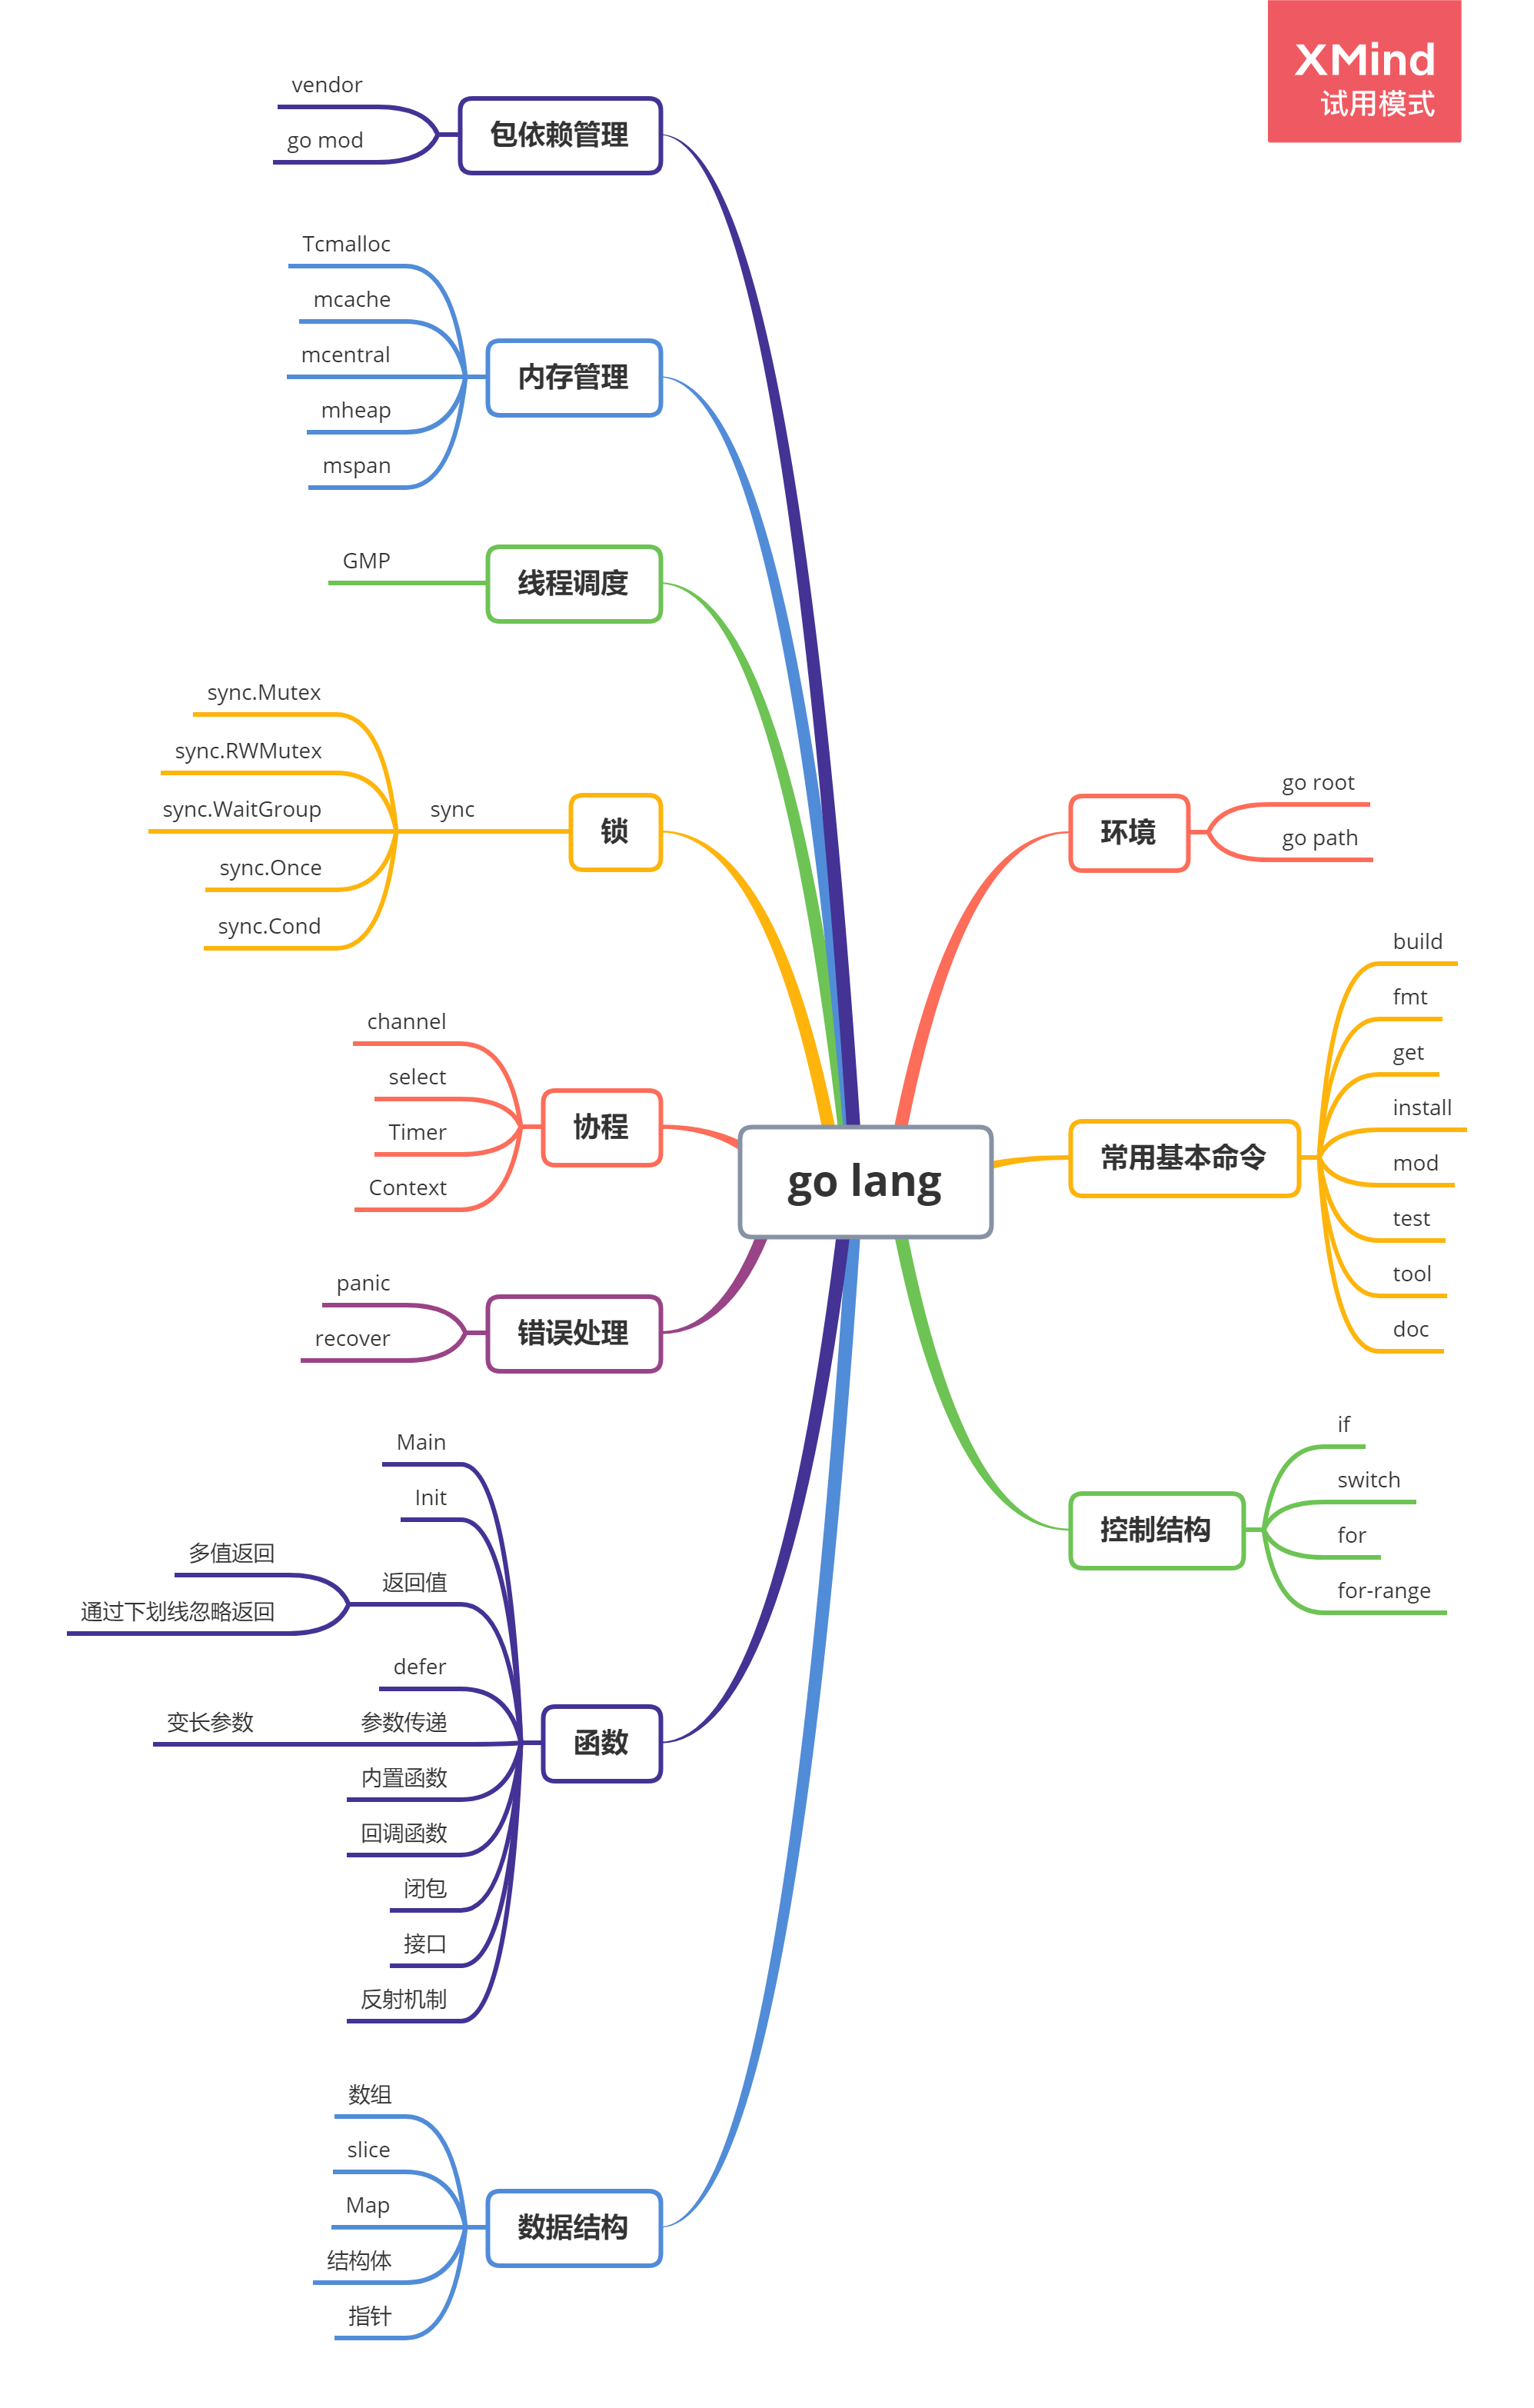 XMind
试用模式
go lang
环境
go root
go path
常用基本命令
build
fmt
get
install
mod
test
tool
doc
控制结构
if
switch
for
for-range
数据结构
数组
slice
Map
结构体
指针
函数
Main
Init
返回值
多值返回
通过下划线忽略返回
defer
参数传递
变长参数
内置函数
回调函数
闭包
接口
反射机制
错误处理
panic
recover
协程
channel
select
Timer
Context
锁
sync
sync.Mutex
sync.RWMutex
sync.WaitGroup
sync.Once
sync.Cond
线程调度
GMP
内存管理
Tcmalloc
mcache
mcentral
mheap
mspan
包依赖管理
vendor
go mod